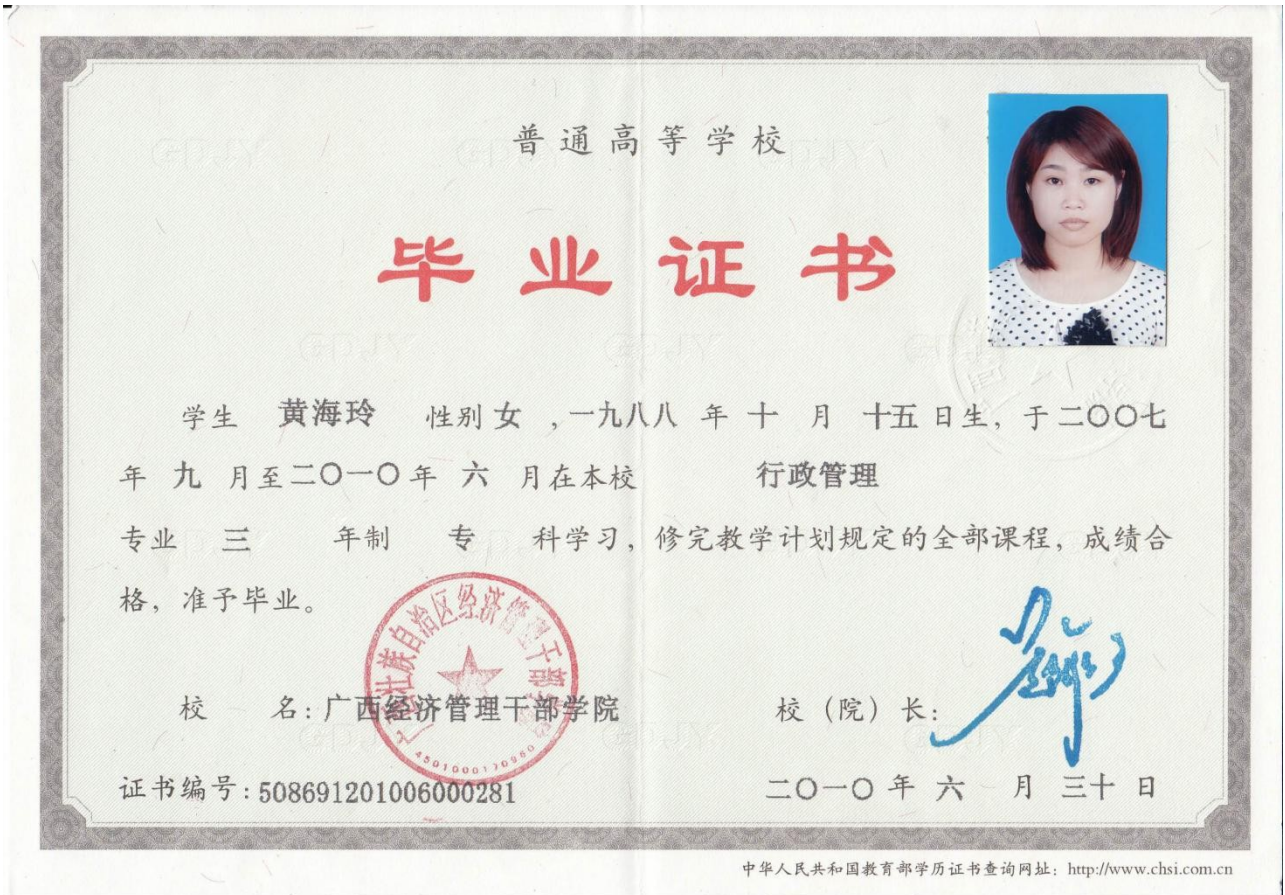 普通高等学校
毕业证书
学生 黄海玲 性别 女 ,一九八八 年 十 月 十五 日生, 于二〇〇七
年 九 月至二〇一〇年 六 月在本校 行政管理
专业 三 年制 专 科学习, 修完教学计划规定的全部课程, 成绩合
格, 准予毕业。
校 名: 广西经济管理干部学院 校 (院) 长:
证书编号: 508691201006000281 二〇一〇 年 六 月 三十 日
中华人民共和国教育部学历证书查询网址: http://www.chsi.com.cn